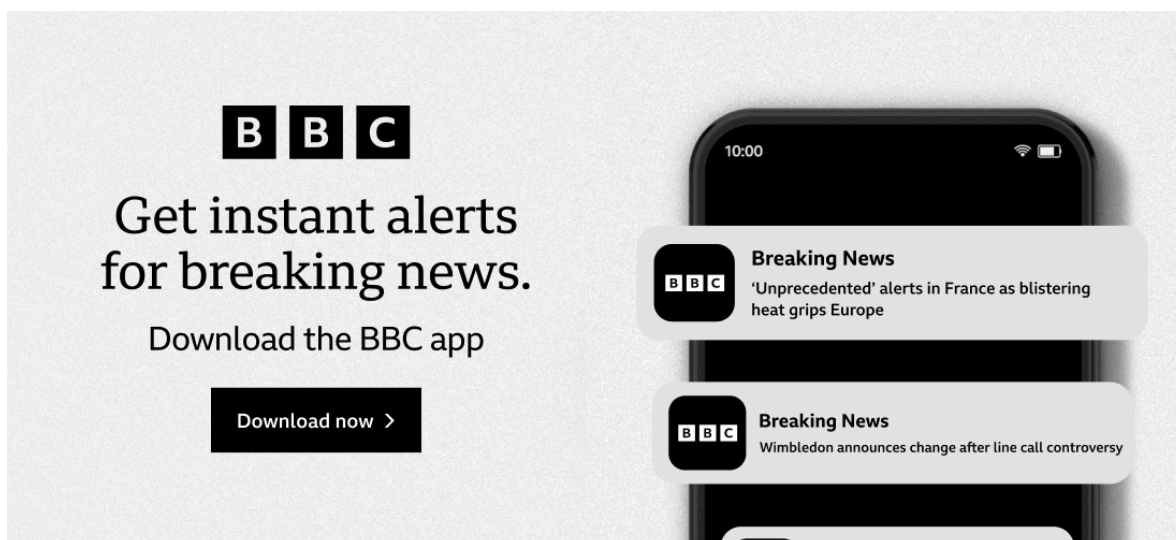 BBC
Get instant alerts
for breaking news.
Download the BBC app
Download now
10:00
BBC
Breaking News
‘Unprecedented’ alerts in France as blistering
heat grips Europe
BBC
Breaking News
Wimbledon announces change after line call controversy